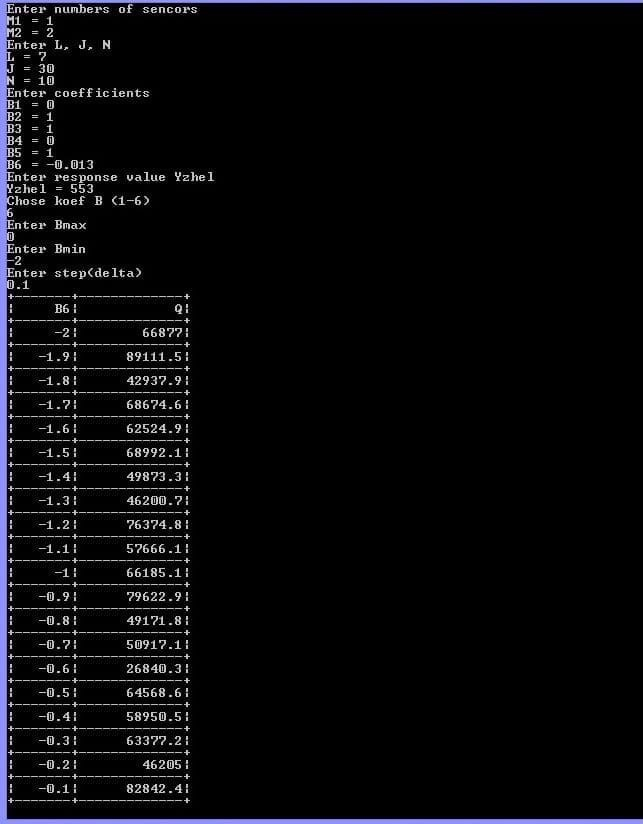 Enter numbers of sencors
M1 = 1
M2 = 2
Enter L, J, N
L = 7
J = 30
N = 10
Enter coefficients
B1 = 0
B2 = 1
B3 = 1
B4 = 0
B5 = 1
B6 = -0.013
Enter response value Yzhel
Yzhel = 553
Chose koef B (1-6)
6
Enter Bmax
0
Enter Bmin
-2
Enter step(delta)
0.1
B6 Q
-2 66877
-1.9 89111.5
-1.8 42937.9
-1.7 68674.6
-1.6 62524.9
-1.5 68992.1
-1.4 49873.3
-1.3 46200.7
-1.2 76374.8
-1.1 57666.1
-1 66185.1
-0.9 79622.9
-0.8 49171.8
-0.7 50917.1
-0.6 26840.3
-0.5 64568.6
-0.4 58950.5
-0.3 63377.2
-0.2 46205
-0.1 82842.4